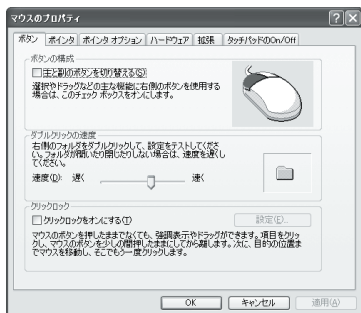 マウスのプロパティ
ボタン ポインタ ポインタ オプション ハードウェア 拡張 タッチパッドのOn/Off
ボタンの構成
主と副のボタンを切り替える(S)
選択やドラッグなどの主な機能に右側のボタンを使用する
場合は、このチェック ボックスをオンにします。
ダブルクリックの速度
右側のフォルダをダブルクリックして、設定をテストしてくださ
い。フォルダが開いたり閉じたりしない場合は、速度を遅くし
てください。
速度(D): 遅く 速く
クリックロック
クリックロックをオンにする(T) 設定(E)...
マウスのボタンを押したままでなくても、強調表示やドラッグができます。項目をクリッ
クし、マウスのボタンを少しの間押したままにしてから離します。次に、目的の位置ま
でマウスを移動し、そこでもう一度クリックします。
OK キャンセル 適用(A)